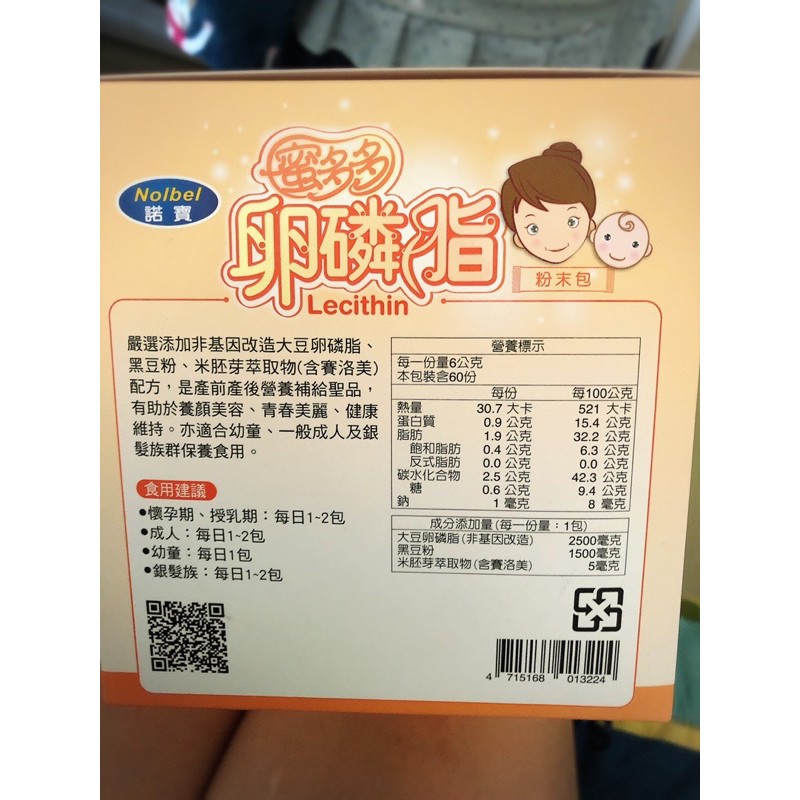 Nolbel
諾寶
蜜多多
卵磷脂
Lecithin
粉末包
嚴選添加非基因改造大豆卵磷脂、
黑豆粉、米胚芽萃取物(含賽洛美)
配方，是產前產後營養補給聖品，
有助於養顏美容、青春美麗、健康
維持。亦適合幼童、一般成人及銀
髮族群保養食用。
食用建議
•懷孕期、授乳期：每日1~2包
•成人：每日1~2包
•幼童：每日1包
•銀髮族：每日1~2包
營養標示
每一份量6公克
本包裝含60份
每份 每100公克
熱量 30.7 大卡 521 大卡
蛋白質 0.9 公克 15.4 公克
脂肪 1.9 公克 32.2 公克
飽和脂肪 0.4 公克 6.3 公克
反式脂肪 0.0 公克 0.0 公克
碳水化合物 2.5 公克 42.3 公克
糖 0.6 公克 9.4 公克
鈉 1 毫克 8 毫克
成分添加量(每一份量：1包)
大豆卵磷脂(非基因改造) 2500毫克
黑豆粉 1500毫克
米胚芽萃取物(含賽洛美) 5毫克
4 715168 013224